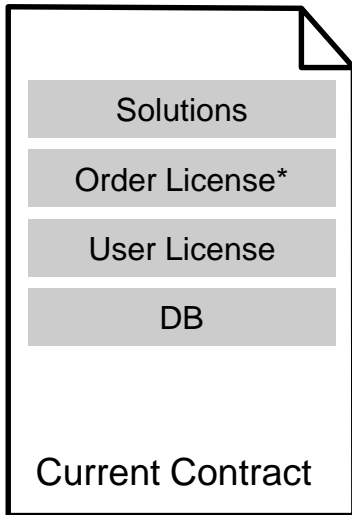 Solutions
Order License*
User License
DB
Current Contract